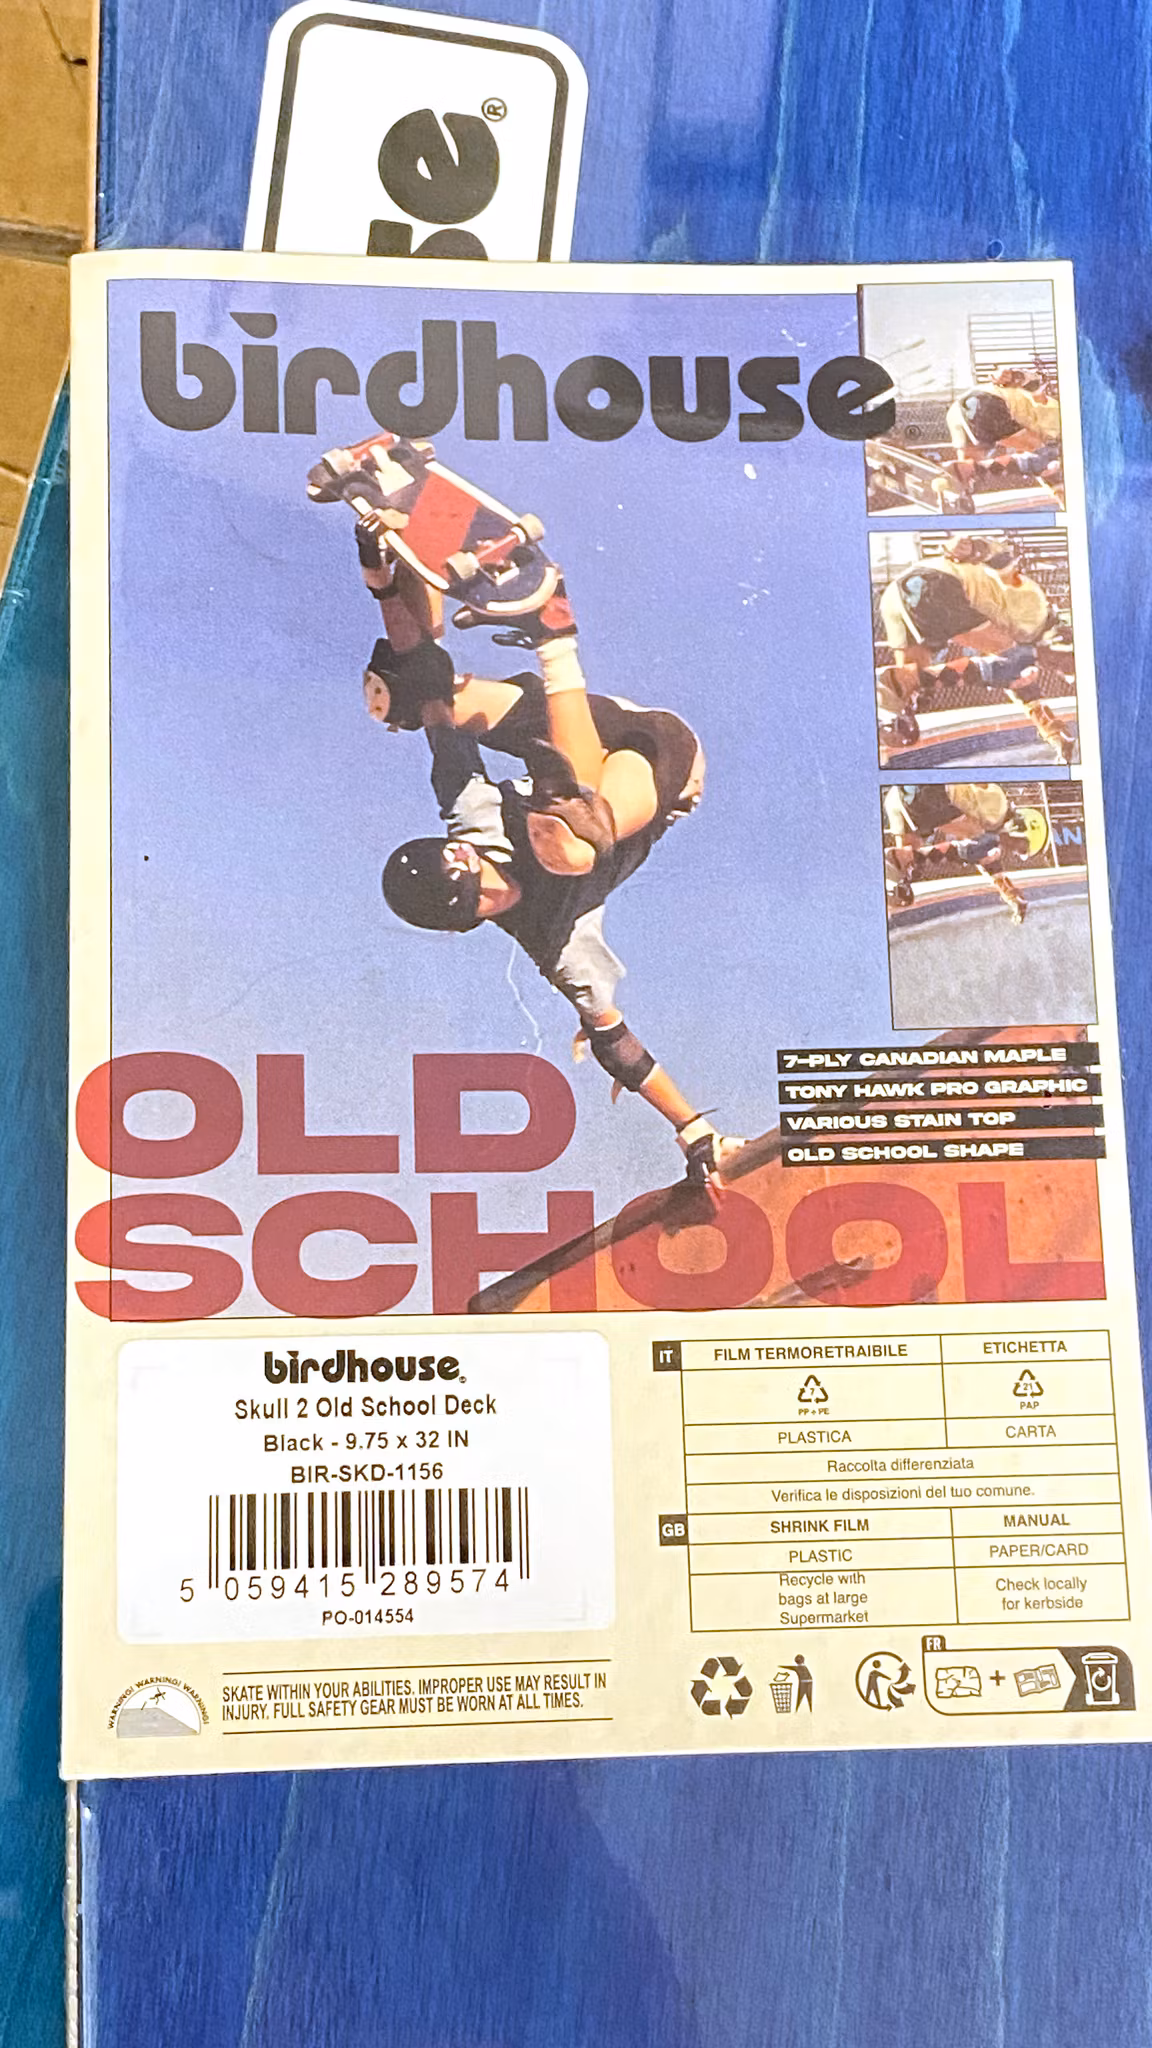 e®
birdhouse®
7-PLY CANADIAN MAPLE
TONY HAWK PRO GRAPHIC
VARIOUS STAIN TOP
OLD SCHOOL SHAPE
OLD
SCHOOL
birdhouse®
Skull 2 Old School Deck
Black - 9.75 x 32 IN
BIR-SKD-1156
5 059415 289574
PO-014554
IT
FILM TERMORETRAIBILE ETICHETTA
7 21
PP + PE PAP
PLASTICA CARTA
Raccolta differenziata
Verifica le disposizioni del tuo comune.
GB
SHRINK FILM MANUAL
PLASTIC PAPER/CARD
Recycle with
bags at large
Supermarket
Check locally
for kerbside
WARNING! WARNING! WARNING!
SKATE WITHIN YOUR ABILITIES. IMPROPER USE MAY RESULT IN
INJURY. FULL SAFETY GEAR MUST BE WORN AT ALL TIMES.
FR
+